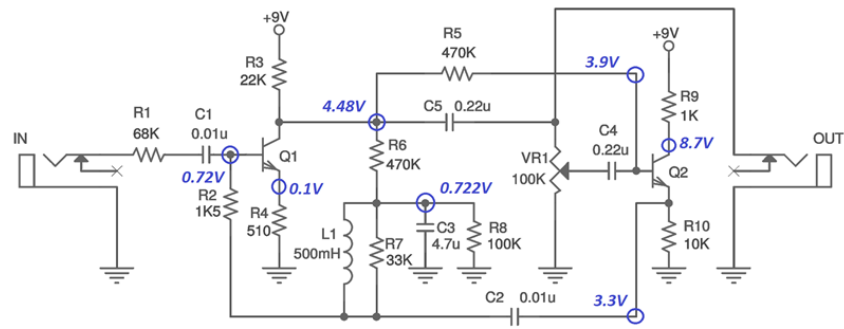 +9V
R5
470K
+9V
R3
22K
3.9V
4.48V
R9
1K
R1
68K
C1
0.01u
C5 0.22u
IN
C4
0.22u
8.7V
OUT
Q1
R6
470K
VR1
100K
Q2
0.72V
0.1V
0.722V
R2
1K5
R4
510
L1
500mH
R7
33K
C3
4.7u
R8
100K
R10
10K
C2 0.01u
3.3V